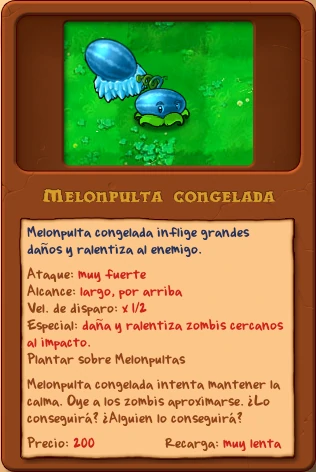 Melonpulta congelada
Melonpulta congelada inflige grandes
daños y ralentiza al enemigo.
Ataque: muy fuerte
Alcance: largo, por arriba
Vel. de disparo: x 1/2
Especial: daña y ralentiza zombis cercanos
al impacto.
Plantar sobre Melonpultas
Melonpulta congelada intenta mantener la
calma. Oye a los zombis aproximarse. ¿Lo
conseguirá? ¿Alguien lo conseguirá?
Precio: 200 Recarga: muy lenta